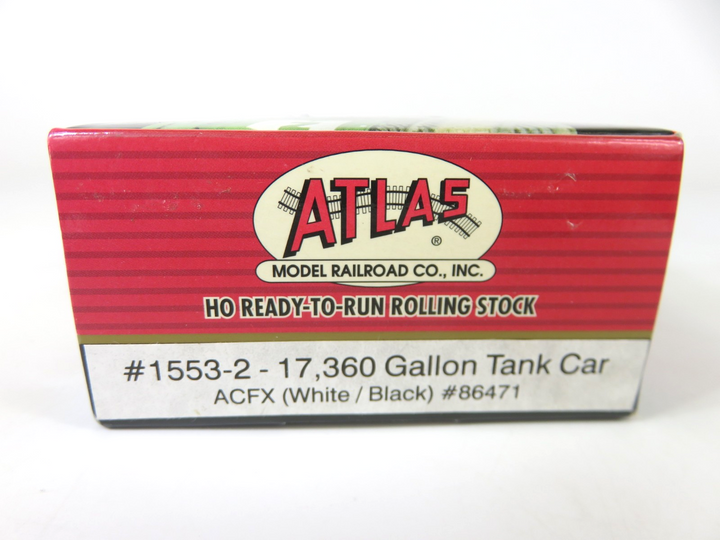 ATLAS
®
MODEL RAILROAD CO., INC.
HO READY-TO-RUN ROLLING STOCK
#1553-2 - 17,360 Gallon Tank Car
ACFX (White / Black) #86471